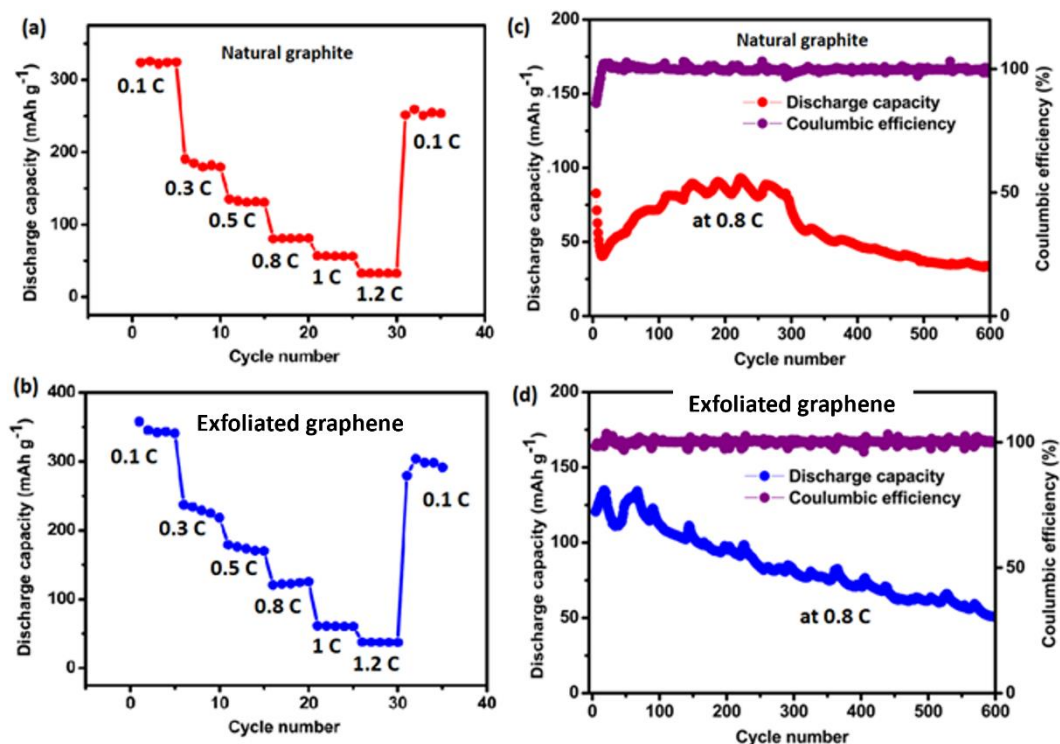 (a)
Natural graphite
0.1 C
0.3 C
0.5 C
0.8 C
1 C
1.2 C
0.1 C
300
200
100
0
0 10 20 30 40
Discharge capacity (mAh g-1)
Cycle number
(c)
Natural graphite
Discharge capacity
Coulumbic efficiency
at 0.8 C
200
.150
100
50
0
100
50
0
0 100 200 300 400 500 600
Discharge capacity (mAh g-1)
Coulumbic efficiency (%)
Cycle number
(b)
Exfoliated graphene
0.1 C
0.3 C
0.5 C
0.8 C
1 C
1.2 C
0.1 C
400
300
200
100
0
0 10 20 30 40
Discharge capacity (mAh g-1)
Cycle number
(d)
Exfoliated graphene
Discharge capacity
Coulumbic efficiency
at 0.8 C
200
150
100
50
0
100
50
0
0 100 200 300 400 500 600
Discharge capacity (mAh g-1)
Coulumbic efficiency (%)
Cycle number